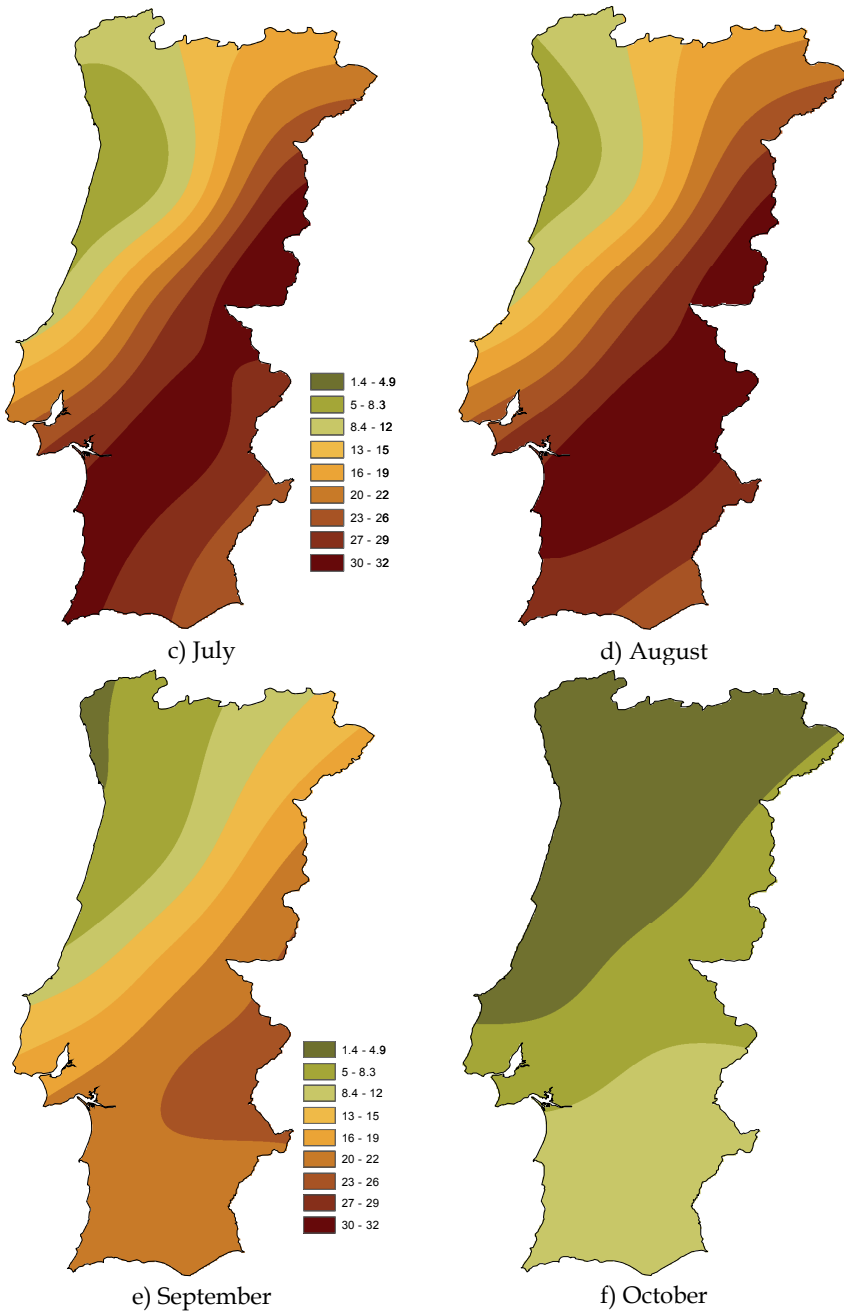 1.4 - 4.9
5 - 8.3
8.4 - 12
13 - 15
16 - 19
20 - 22
23 - 26
27 - 29
30 - 32
c) July
d) August
1.4 - 4.9
5 - 8.3
8.4 - 12
13 - 15
16 - 19
20 - 22
23 - 26
27 - 29
30 - 32
e) September
f) October